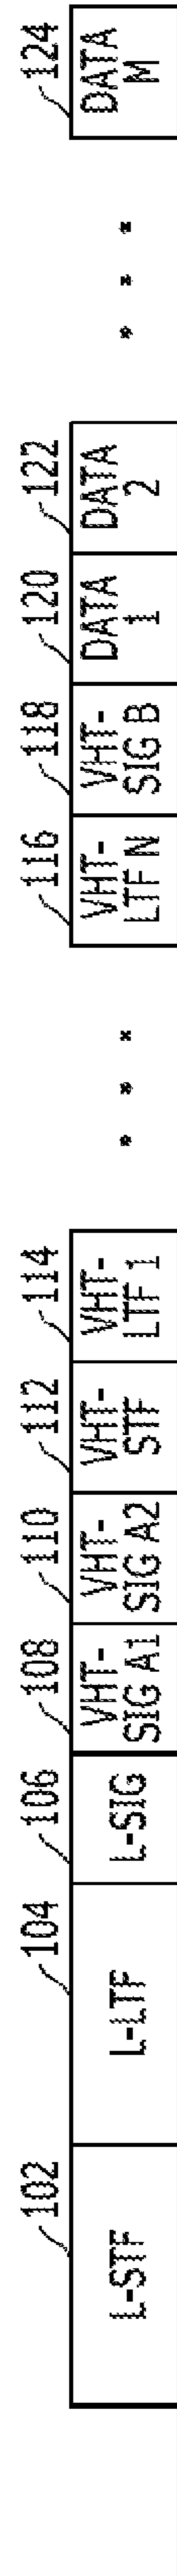 102
104
106
108
110
112
114
116
118
120
122
124
L-STF
L-LTF
L-SIG
VHT-
SIG A1
VHT-
SIG A2
VHT-
STF
VHT-
LTF 1
VHT-
LTF N
VHT-
SIG B
DATA
1
DATA
2
DATA
M